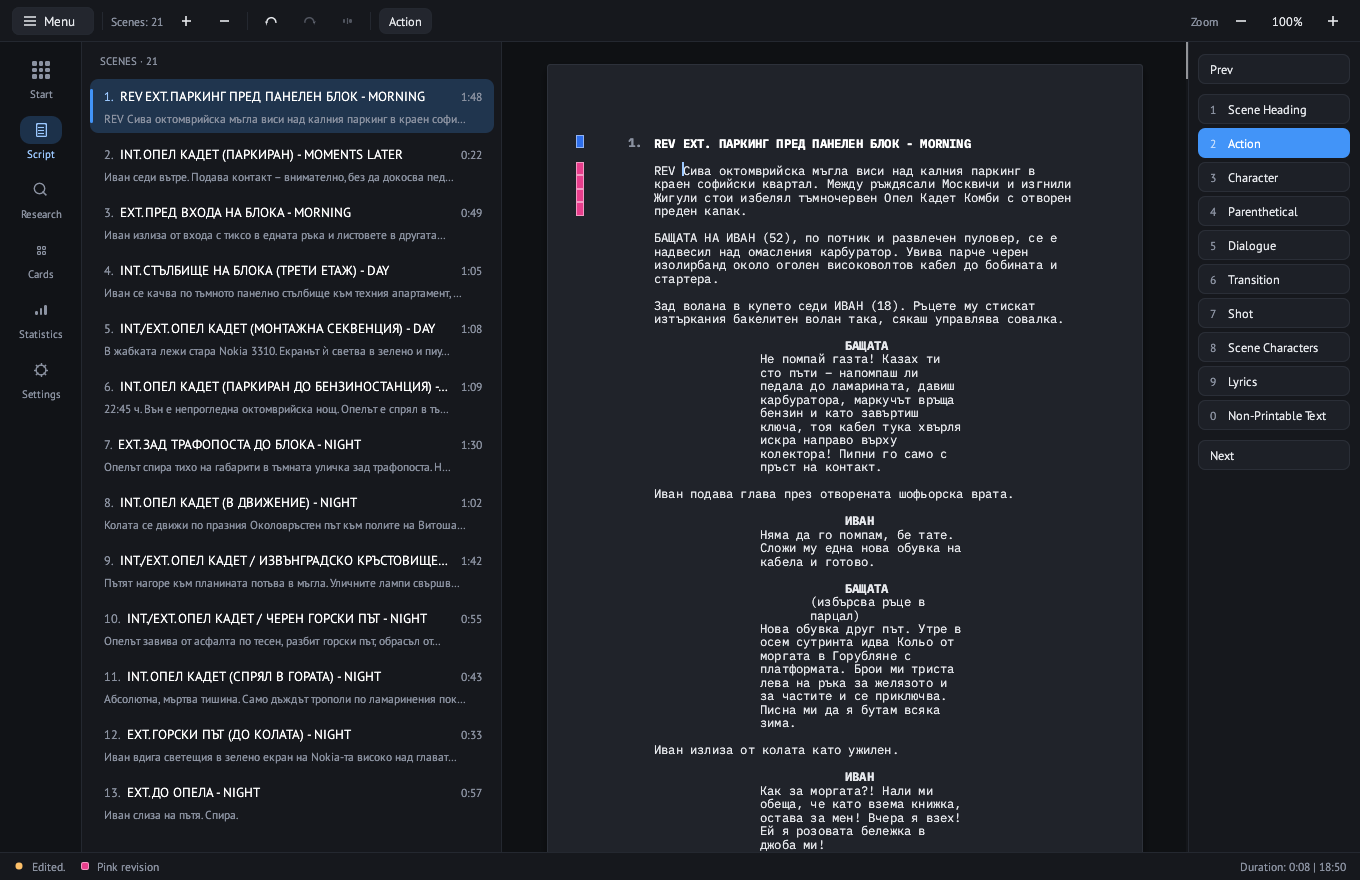 Menu
Scenes: 21
Action
Zoom
100%
Start
Script
Research
Cards
Statistics
Settings
SCENES · 21
1. REV EXT.ПАРКИНГ ПРЕД ПАНЕЛЕН БЛОК - MORNING 1:48
REV Сива октомврийска мъгла виси над калния паркинг в краен софи...
2. INT.ОПЕЛ КАДЕТ (ПАРКИРАН) - MOMENTS LATER 0:22
Иван седи вътре. Подава контакт – внимателно, без да докосва пед...
3. EXT.ПРЕД ВХОДА НА БЛОКА - MORNING 0:49
Иван излиза от входа с тиксо в едната ръка и листовете в другата...
4. INT.СТЪЛБИЩЕ НА БЛОКА (ТРЕТИ ЕТАЖ) - DAY 1:05
Иван се качва по тъмното панелно стълбище към техния апартамент, ...
5. INT./EXT.ОПЕЛ КАДЕТ (МОНТАЖНА СЕКВЕНЦИЯ) - DAY 1:08
В жабката лежи стара Nokia 3310. Екранът ѝ светва в зелено и пиу...
6. INT./EXT.ОПЕЛ КАДЕТ (ПАРКИРАН ДО БЕНЗИНОСТАНЦИЯ) -... 1:09
22:45 ч. Вън е непрогледна октомврийска нощ. Опелът е спрял в тъ...
7. EXT.ЗАД ТРАФОПОСТА ДО БЛОКА - NIGHT 1:30
Опелът спира тихо на габарити в тъмната уличка зад трафопоста. Н...
8. INT.ОПЕЛ КАДЕТ (В ДВИЖЕНИЕ) - NIGHT 1:02
Колата се движи по празния Околовръстен път към полите на Витоша...
9. INT./EXT.ОПЕЛ КАДЕТ / ИЗВЪНГРАДСКО КРЪСТОВИЩЕ... 1:42
Пътят нагоре към планината потъва в мъгла. Уличните лампи свършв...
10. INT./EXT.ОПЕЛ КАДЕТ / ЧЕРЕН ГОРСКИ ПЪТ - NIGHT 0:55
Опелът завива от асфалта по тесен, разбит горски път, обрасъл от...
11. INT.ОПЕЛ КАДЕТ (СПРЯЛ В ГОРАТА) - NIGHT 0:43
Абсолютна, мъртва тишина. Само дъждът трополи по ламаринения пок...
12. EXT.ГОРСКИ ПЪТ (ДО КОЛАТА) - NIGHT 0:33
Иван вдига светещия в зелено екран на Nokia-та високо над глават...
13. EXT.ДО ОПЕЛА - NIGHT 0:57
Иван слиза на пътя. Спира.
1. REV EXT. ПАРКИНГ ПРЕД ПАНЕЛЕН БЛОК - MORNING
REV Сива октомврийска мъгла виси над калния паркинг в
краен софийски квартал. Между ръждясали Москвичи и изгнили
Жигули стои избелял тъмночервен Опел Кадет Комби с отворен
преден капак.
БАЩАТА НА ИВАН (52), по потник и развлечен пуловер, се е
надвесил над омасления карбуратор. Увива парче черен
изолирбанд около оголен високоволтов кабел до бобината и
стартера.
Зад волана в купето седи ИВАН (18). Ръцете му стискат
изтъркания бакелитен волан така, сякаш управлява совалка.
БАЩАТА
Не помпай газта! Казах ти
сто пъти – напомпаш ли
педала до ламарината, давиш
карбуратора, маркучът връща
бензин и като завъртиш
ключа, тоя кабел тука хвърля
искра направо върху
колектора! Пипни го само с
пръст на контакт.
Иван подава глава през отворената шофьорска врата.
ИВАН
Няма да го помпам, бе тате.
Сложи му една нова обувка на
кабела и готово.
БАЩАТА
(избърсва ръце в
парцал)
Нова обувка друг път. Утре в
осем сутринта идва Кольо от
моргата в Горубляне с
платформата. Брои ми триста
лева на ръка за желязото и
за частите и се приключва.
Писна ми да я бутам всяка
зима.
Иван излиза от колата като ужилен.
ИВАН
Как за моргата?! Нали ми
обеща, че като взема книжка,
остава за мен! Вчера я взех!
Ей я розовата бележка в
джоба ми!
Prev
1 Scene Heading
2 Action
3 Character
4 Parenthetical
5 Dialogue
6 Transition
7 Shot
8 Scene Characters
9 Lyrics
0 Non-Printable Text
Next
Edited.
Pink revision
Duration: 0:08 | 18:50